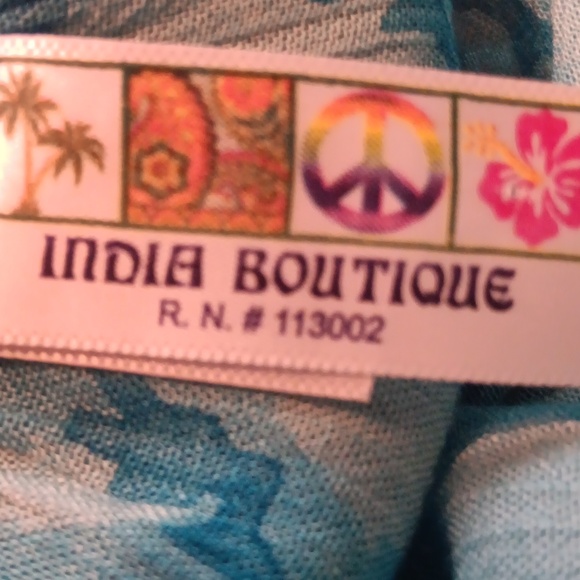 INDIA BOUTIQUE
R. N. # 113002